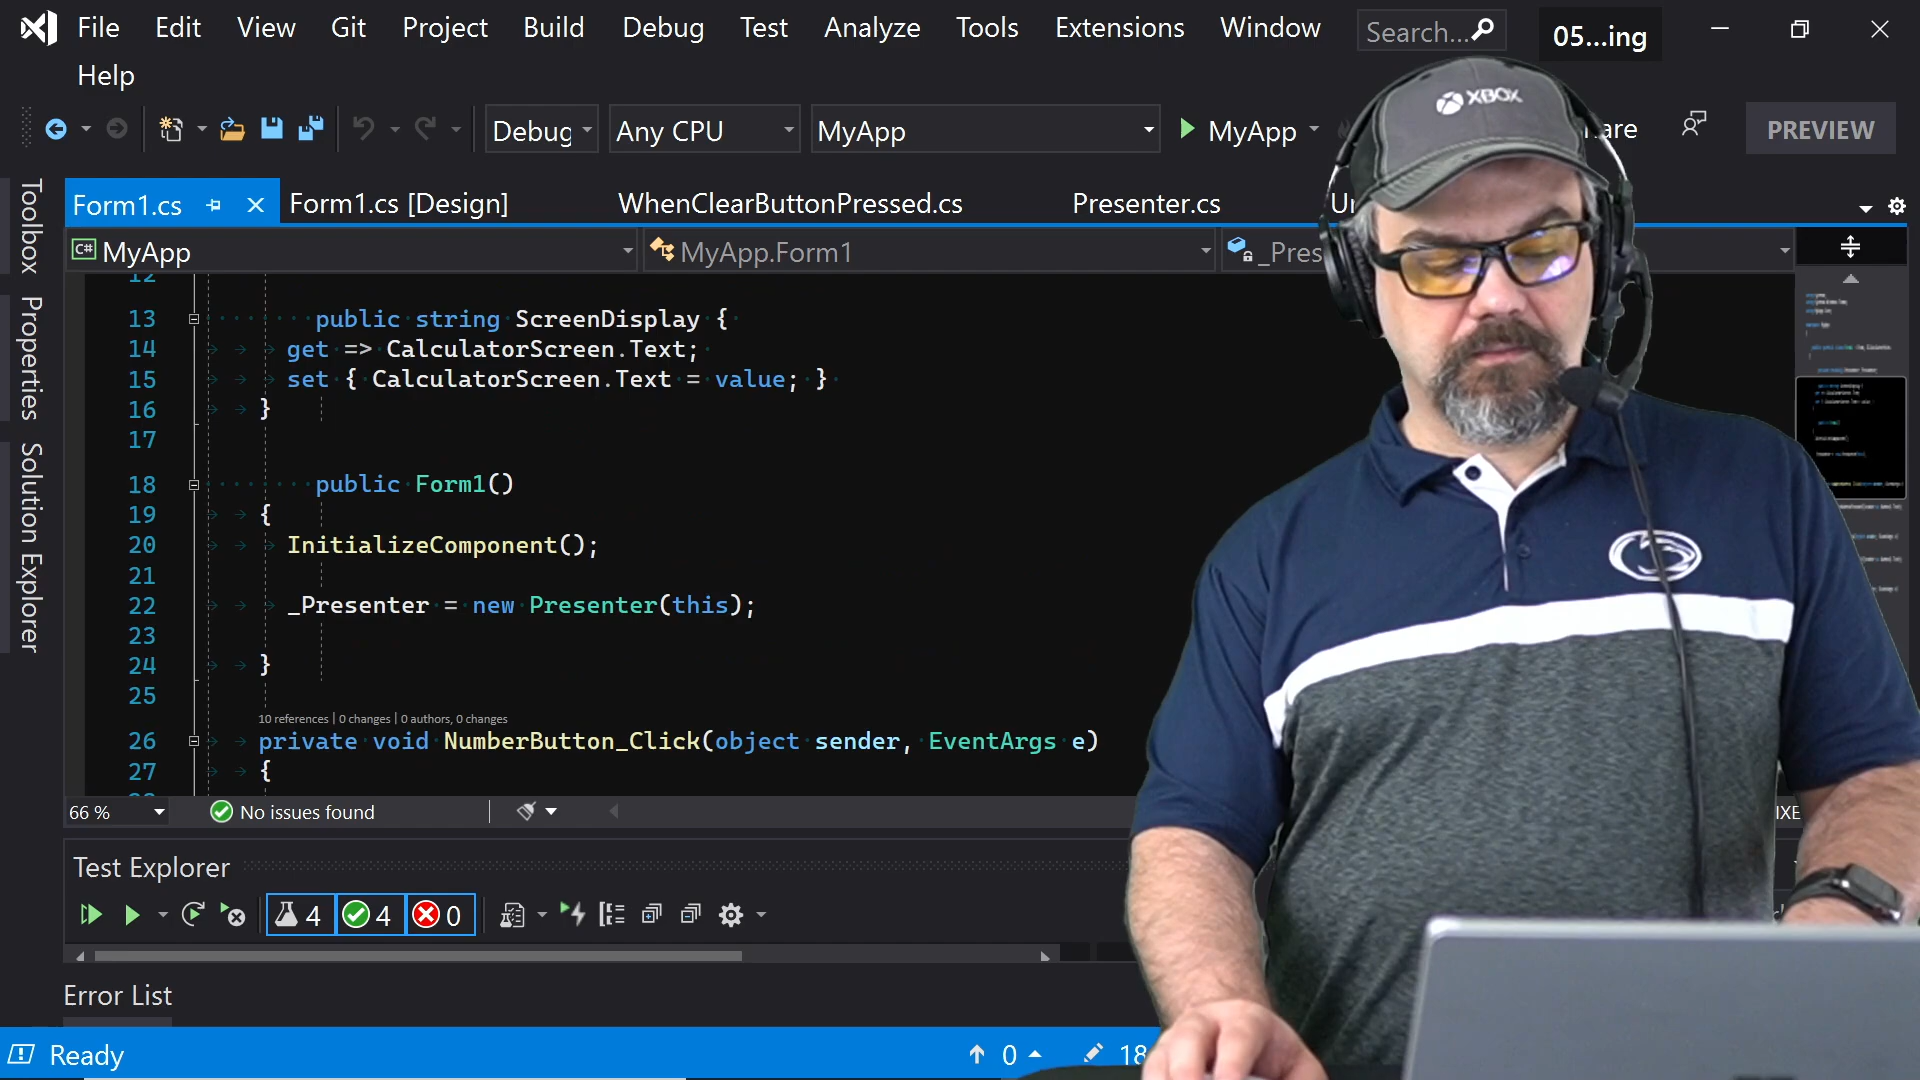 File Edit View Git Project Build Debug Test Analyze Tools Extensions Window Search... 05...ing
Help
XBOX
Debug Any CPU MyApp MyApp PREVIEW
Form1.cs Form1.cs [Design] WhenClearButtonPressed.cs Presenter.cs
C# MyApp MyApp.Form1 _Pres
Toolbox
Properties
Solution Explorer
12
13 public string ScreenDisplay {
14 get => CalculatorScreen.Text;
15 set { CalculatorScreen.Text = value; }
16 }
17
18 public Form1()
19 {
20 InitializeComponent();
21
22 _Presenter = new Presenter(this);
23
24 }
25
10 references | 0 changes | 0 authors, 0 changes
26 private void NumberButton_Click(object sender, EventArgs e)
27 {
66 % No issues found
Test Explorer
4 4 0
Error List
Ready 0 18